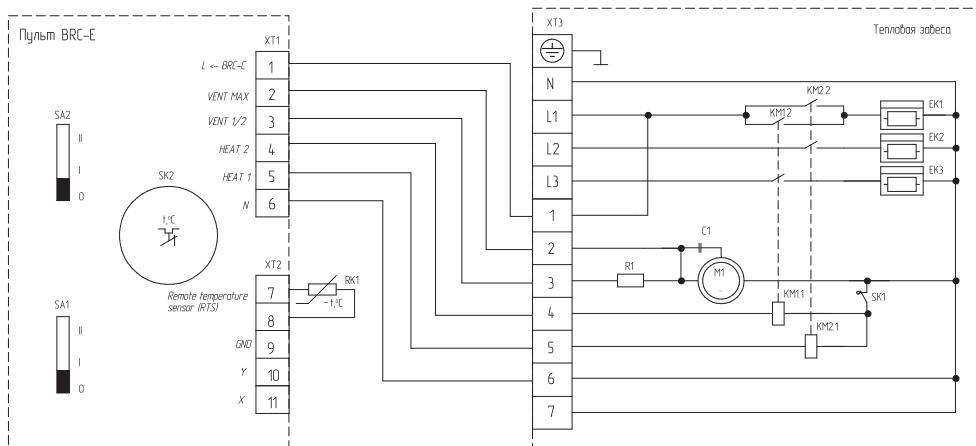 Пульт BRC-E
SA2
II
I
0
SK2
t,°C
SA1
II
I
0
XT1
L <- BRC-C 1
VENT MAX 2
VENT 1/2 3
HEAT 2 4
HEAT 1 5
N 6
XT2
Remote temperature
sensor (RTS)
7
8
GND 9
Y 10
X 11
RK1
-t,°C
XT3
Тепловая завеса
N
L1
L2
L3
1
2
3
4
5
6
7
KM2.2
KM1.2
EK1
EK2
EK3
C1
R1
M1
KM1.1
SK1
KM2.1